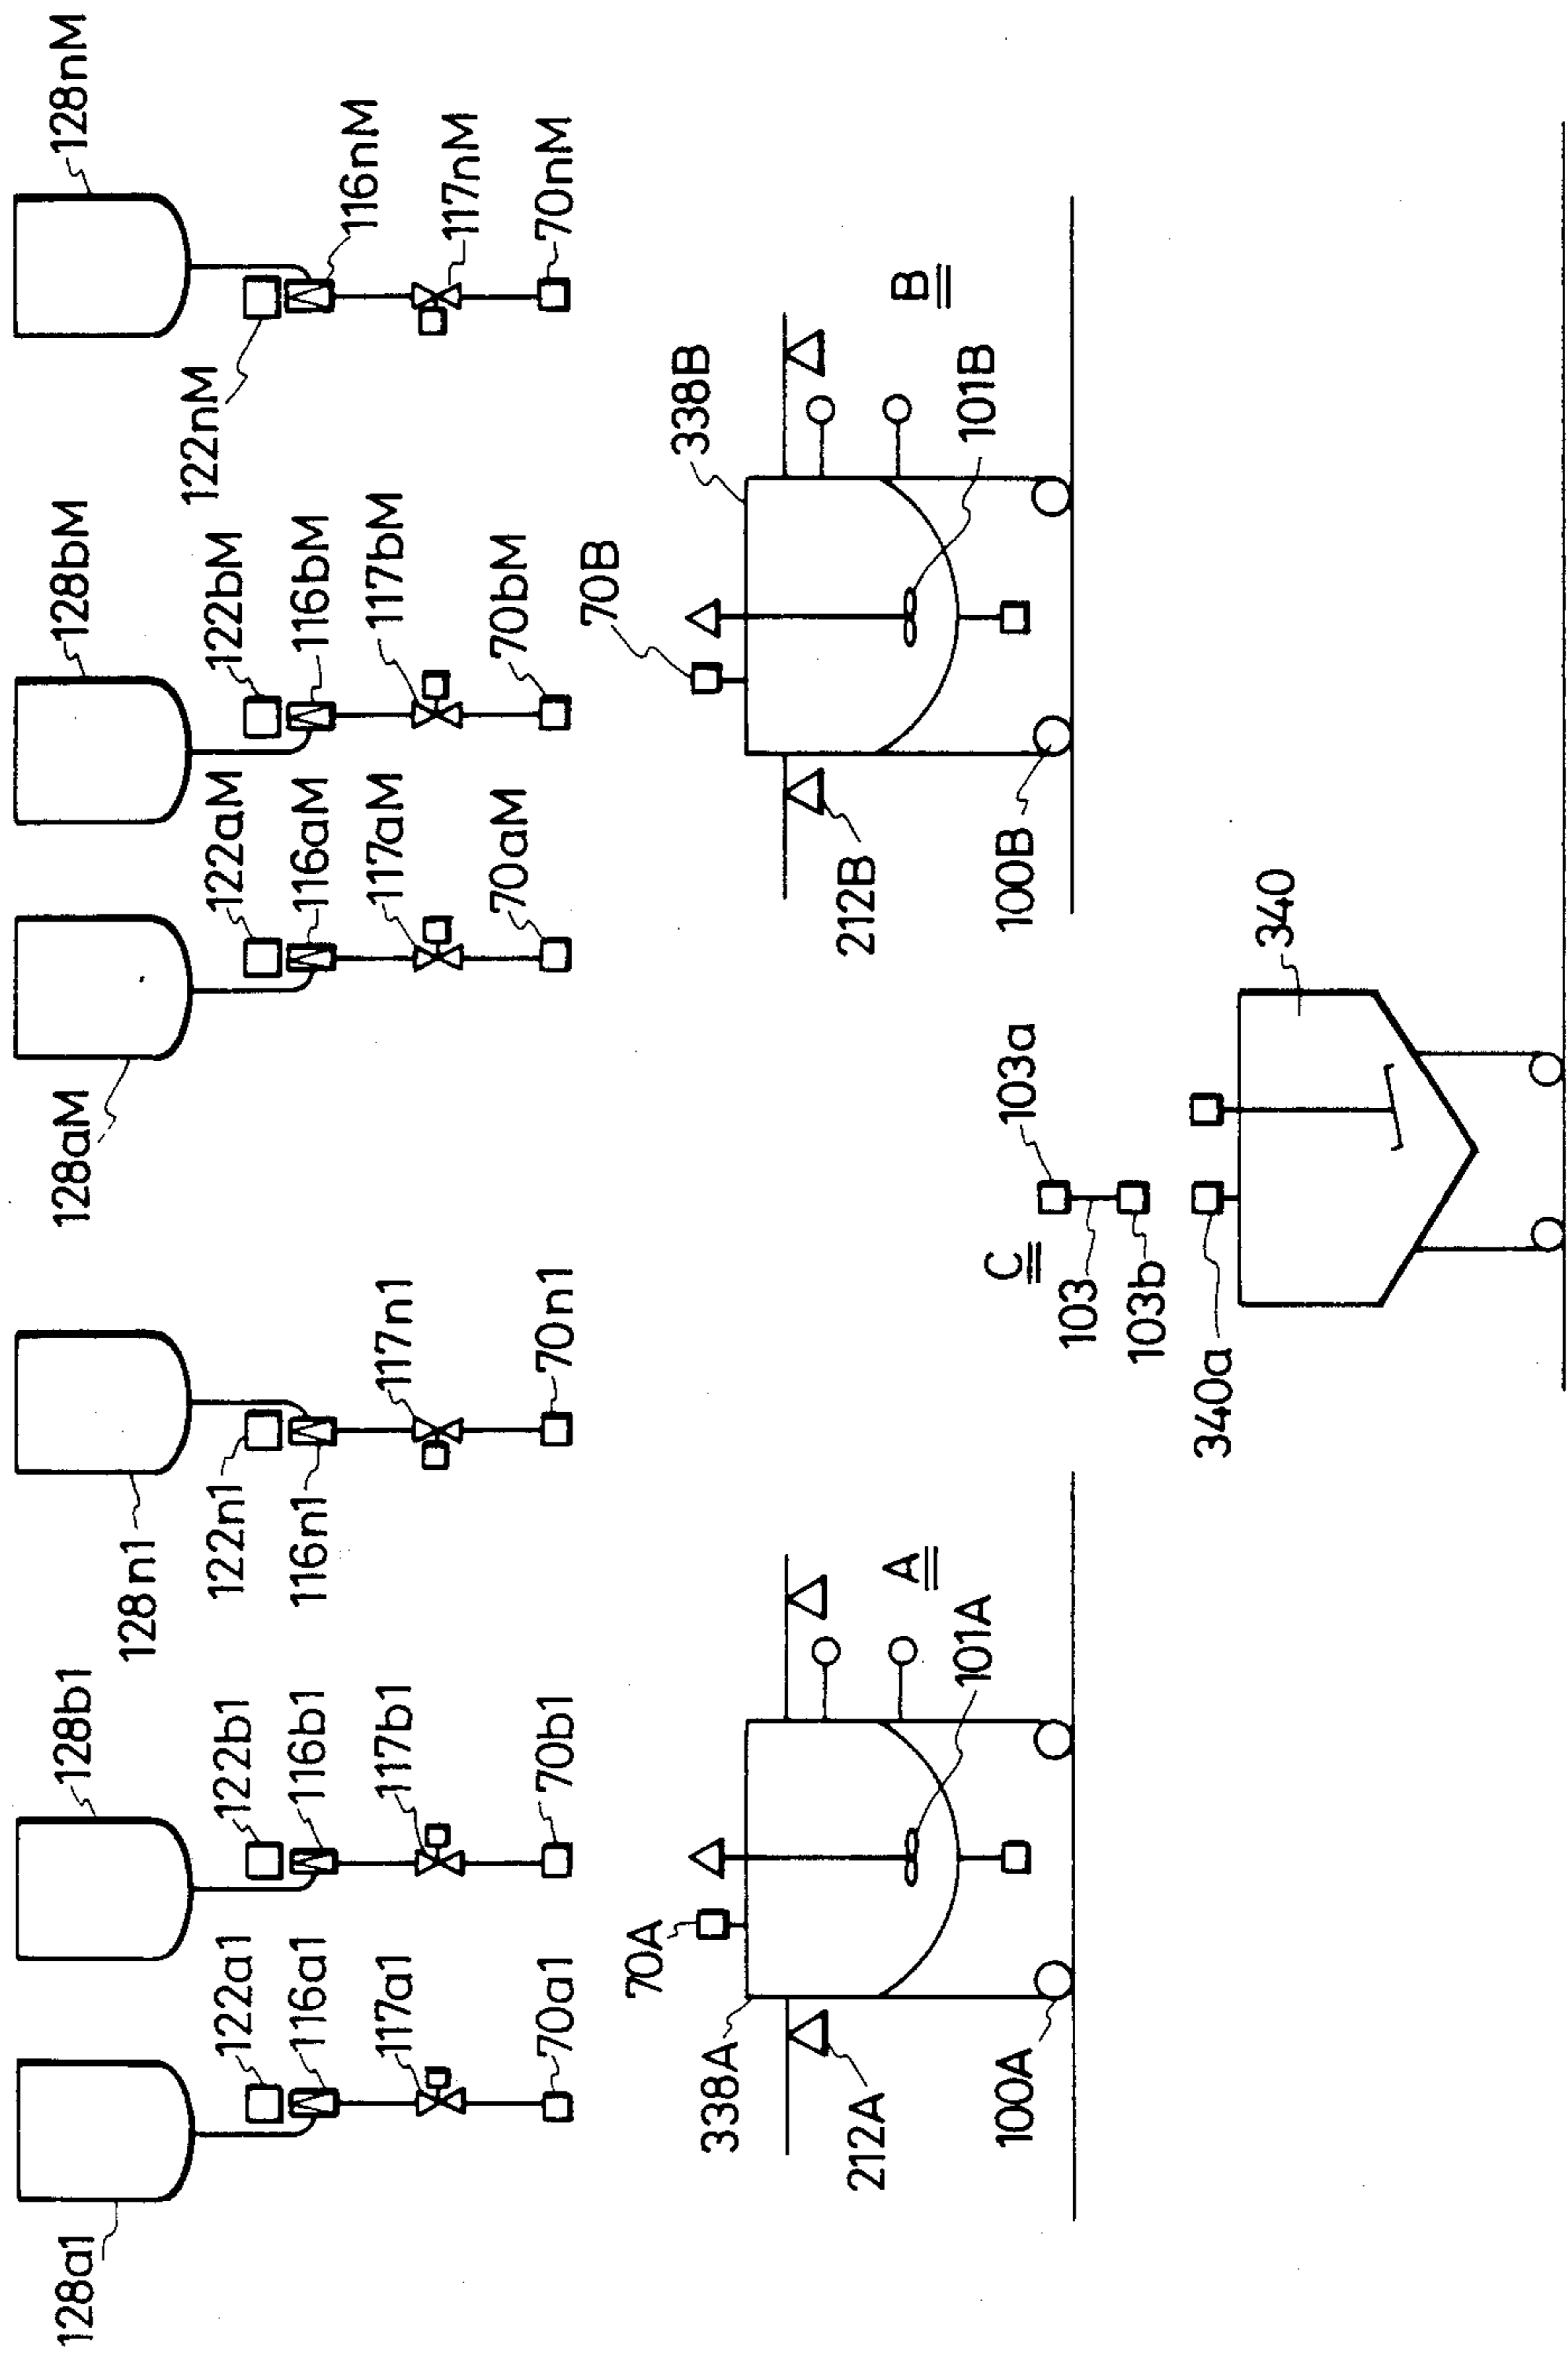 128a1
122a1
116a1
117a1
70a1
128b1
122b1
116b1
117b1
70b1
128n1
122n1
116n1
117n1
70n1
128aM
122aM
116aM
117aM
70aM
128bM
122bM
116bM
117bM
70bM
128nM
122nM
116nM
117nM
70nM
70A
338A
212A
A
101A
100A
70B
338B
212B
B
101B
100B
C
103a
103
103b
340a
340